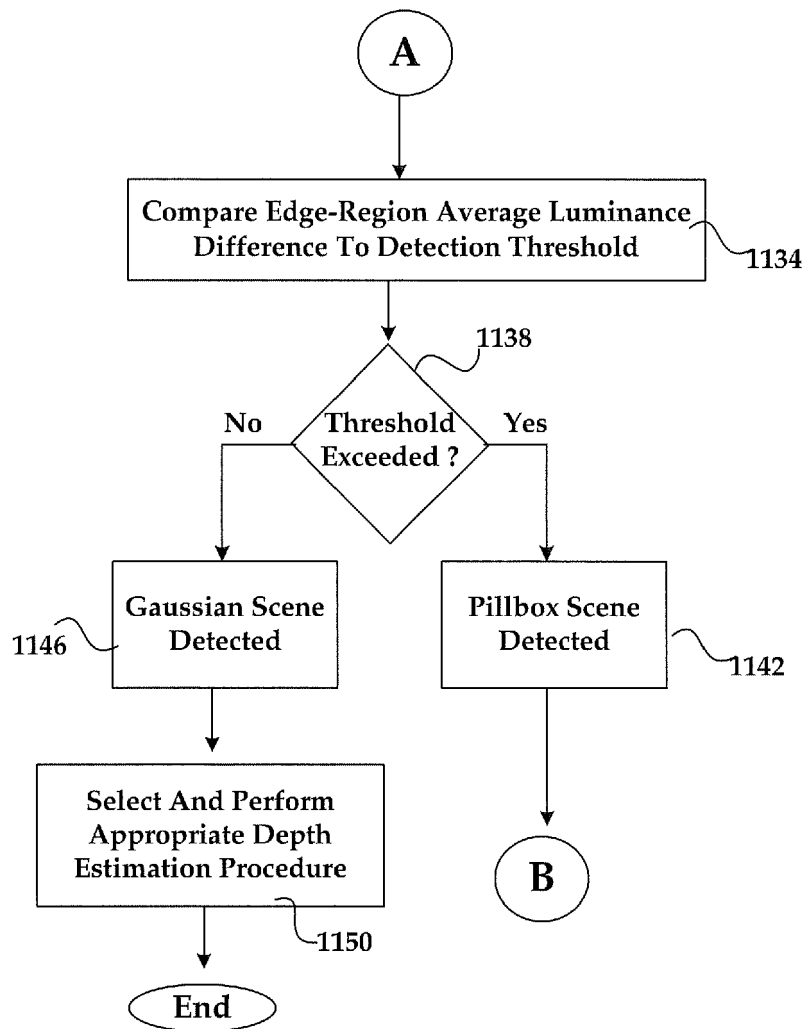 A
Compare Edge-Region Average Luminance
Difference To Detection Threshold
1134
1138
No
Threshold
Exceeded ?
Yes
Gaussian Scene
Detected
1146
Pillbox Scene
Detected
1142
Select And Perform
Appropriate Depth
Estimation Procedure
1150
B
End